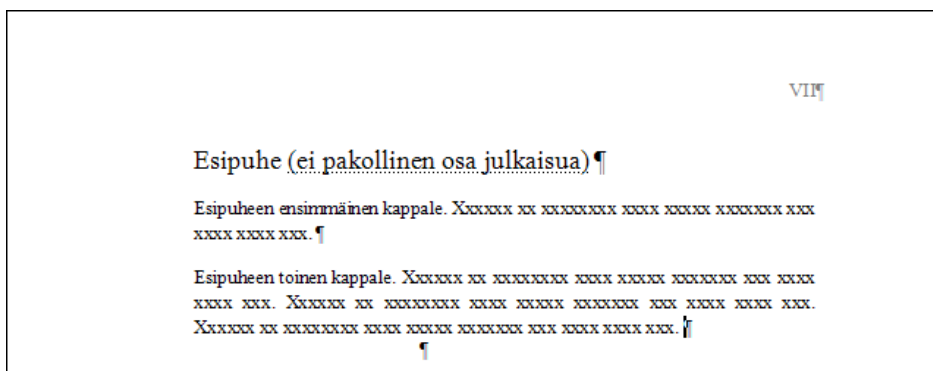 VII¶
Esipuhe (ei pakollinen osa julkaisua)¶
Esipuheen ensimmäinen kappale. Xxxxxx xx xxxxxxxx xxxx xxxxx xxxxxxx xxx
xxxx xxxx xxx.¶
Esipuheen toinen kappale. Xxxxxx xx xxxxxxxx xxxx xxxxx xxxxxxx xxx xxxx
xxxx xxx. Xxxxxx xx xxxxxxxx xxxx xxxxx xxxxxxx xxx xxxx xxxx xxx.
Xxxxxx xx xxxxxxxx xxxx xxxxx xxxxxxx xxx xxxx xxxx xxx. ¶
¶